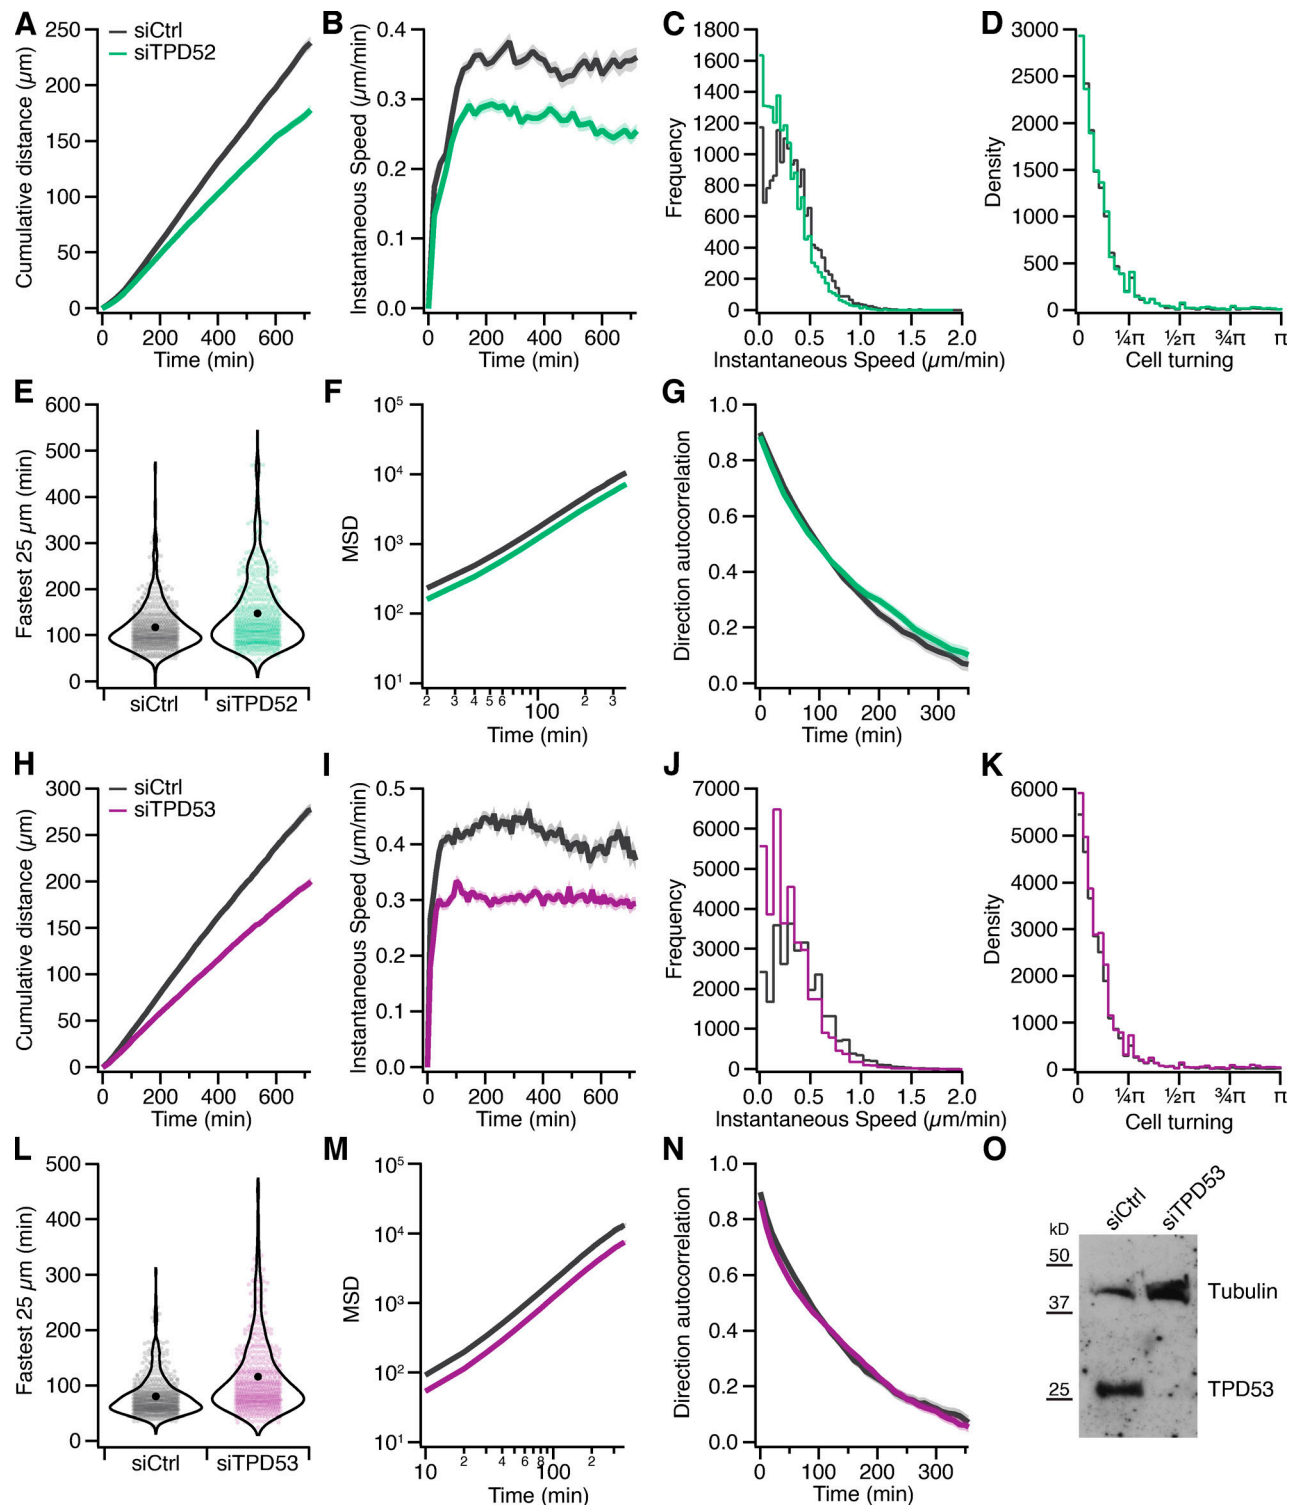 A
siCtrl
siTPD52
Cumulative distance (µm)
250
200
150
100
50
0
0 200 400 600
Time (min)
B
Instantaneous Speed (µm/min)
0.4
0.3
0.2
0.1
0.0
0 200 400 600
Time (min)
C
Frequency
1800
1600
1400
1200
1000
800
600
400
200
0
0 0.5 1.0 1.5 2.0
Instantaneous Speed (µm/min)
D
Density
3000
2500
2000
1500
1000
500
0
0 ¼π ½π ¾π π
Cell turning
E
Fastest 25 µm (min)
600
500
400
300
200
100
0
siCtrl siTPD52
F
MSD
10⁵
10⁴
10³
10²
10¹
2 3 4 5 6 100 2 3
Time (min)
G
Direction autocorrelation
1.0
0.8
0.6
0.4
0.2
0.0
0 100 200 300
Time (min)
H
siCtrl
siTPD53
Cumulative distance (µm)
300
250
200
150
100
50
0
0 200 400 600
Time (min)
I
Instantaneous Speed (µm/min)
0.5
0.4
0.3
0.2
0.1
0.0
0 200 400 600
Time (min)
J
Frequency
7000
6000
5000
4000
3000
2000
1000
0
0 0.5 1.0 1.5 2.0
Instantaneous Speed (µm/min)
K
Density
6000
5000
4000
3000
2000
1000
0
0 ¼π ½π ¾π π
Cell turning
L
Fastest 25 µm (min)
500
400
300
200
100
0
siCtrl siTPD53
M
MSD
10⁵
10⁴
10³
10²
10¹
10 2 4 6 8 100 2
Time (min)
N
Direction autocorrelation
1.0
0.8
0.6
0.4
0.2
0.0
0 100 200 300
Time (min)
O
siCtrl siTPD53
kD
50
37
25
Tubulin
TPD53